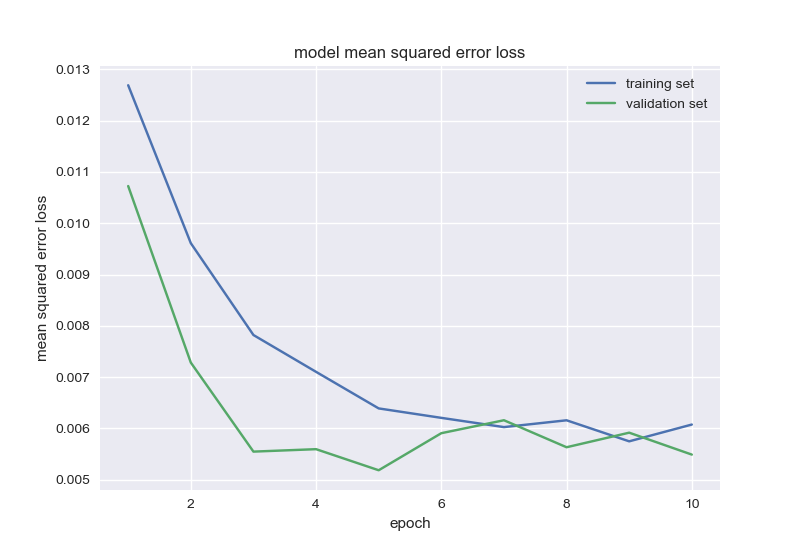 model mean squared error loss
training set
validation set
0.013
0.012
0.011
0.010
0.009
0.008
0.007
0.006
0.005
mean squared error loss
2 4 6 8 10
epoch